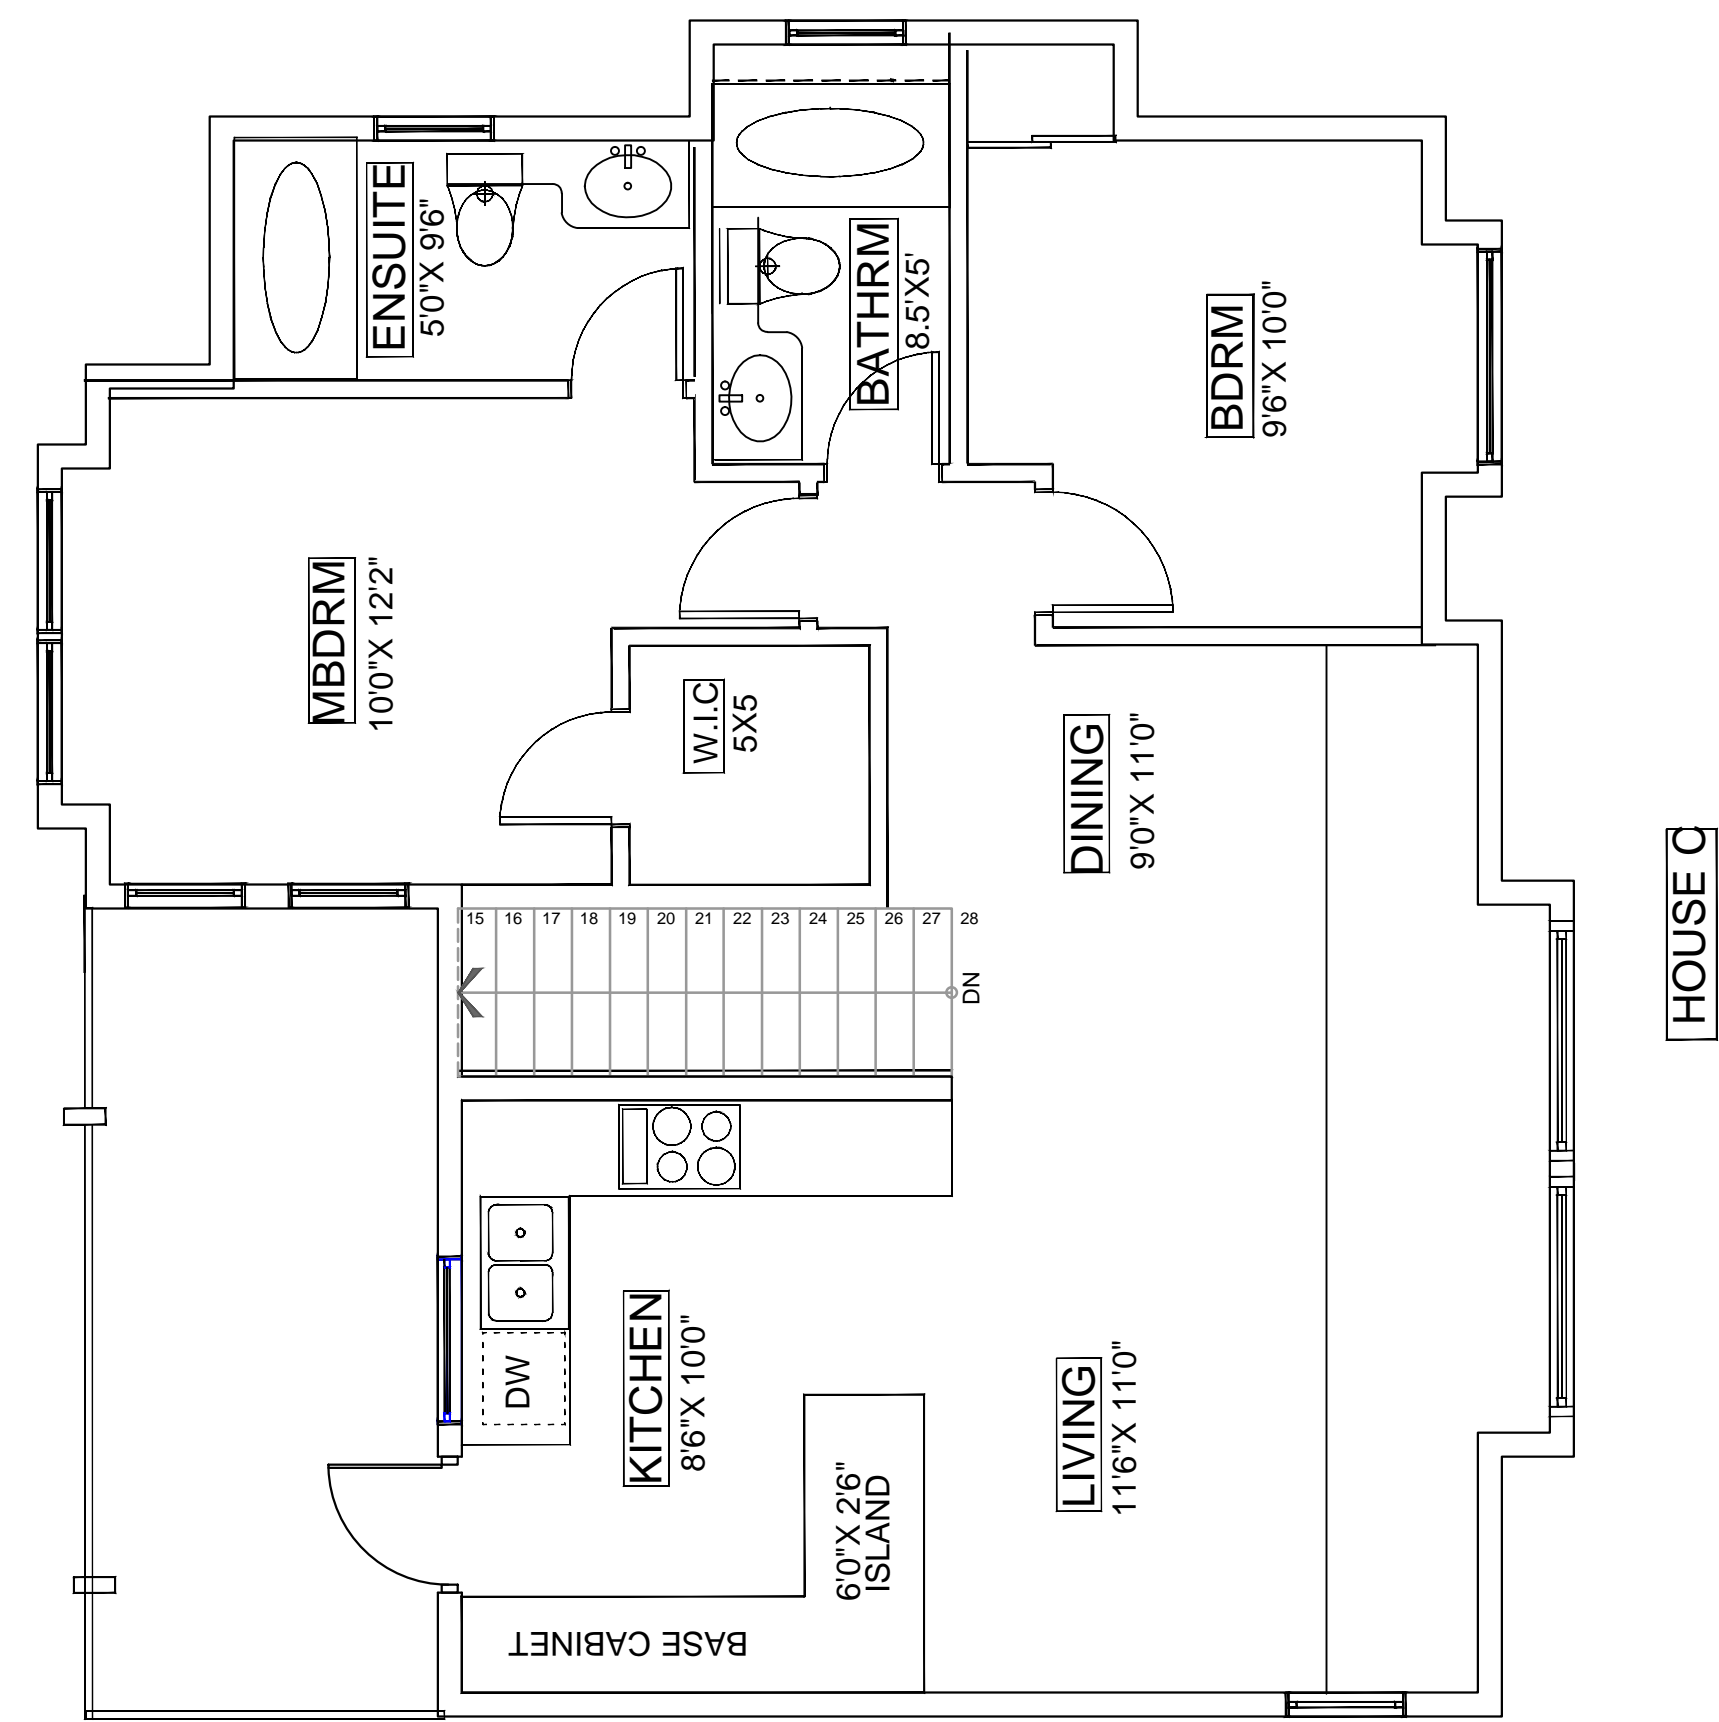 ENSUITE
5'0"X 9'6"
BATHRM
8.5'X5'
BDRM
9'6"X 10'0"
MBDRM
10'0"X 12'2"
W.I.C
5X5
DINING
9'0"X 11'0"
HOUSE C
15 16 17 18 19 20 21 22 23 24 25 26 27 28
DN
DW
KITCHEN
8'6"X 10'0"
6'0"X 2'6"
ISLAND
LIVING
11'6"X 11'0"
BASE CABINET